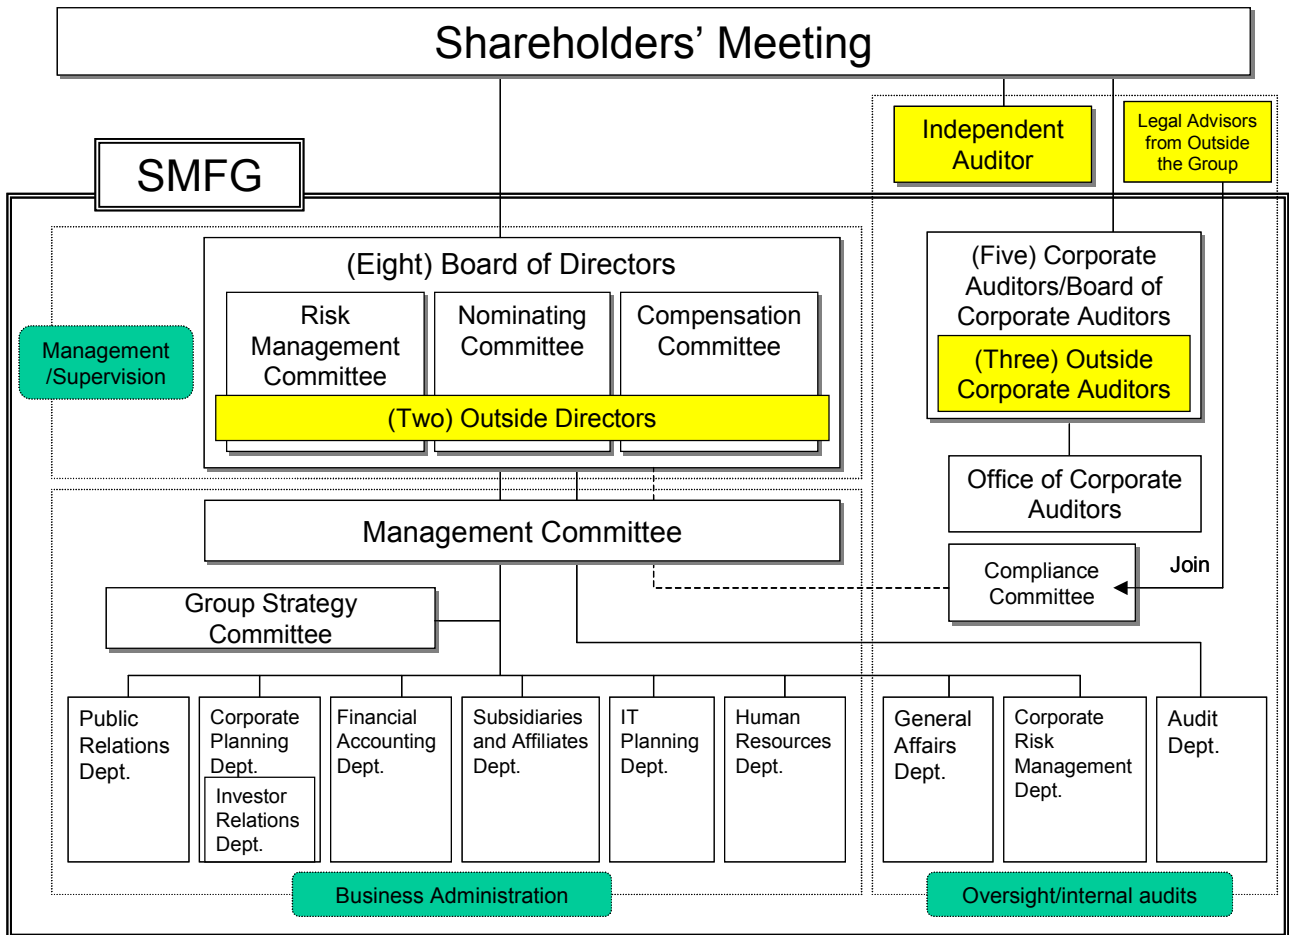 Shareholders' Meeting
Independent
Auditor
Legal Advisors
from Outside
the Group
SMFG
(Eight) Board of Directors
Risk
Management
Committee
Nominating
Committee
Compensation
Committee
(Two) Outside Directors
Management
/Supervision
(Five) Corporate
Auditors/Board of
Corporate Auditors
(Three) Outside
Corporate Auditors
Office of Corporate
Auditors
Management Committee
Compliance
Committee
Join
Group Strategy
Committee
Public
Relations
Dept.
Corporate
Planning
Dept.
Investor
Relations
Dept.
Financial
Accounting
Dept.
Subsidiaries
and Affiliates
Dept.
IT
Planning
Dept.
Human
Resources
Dept.
General
Affairs
Dept.
Corporate
Risk
Management
Dept.
Audit
Dept.
Business Administration
Oversight/internal audits